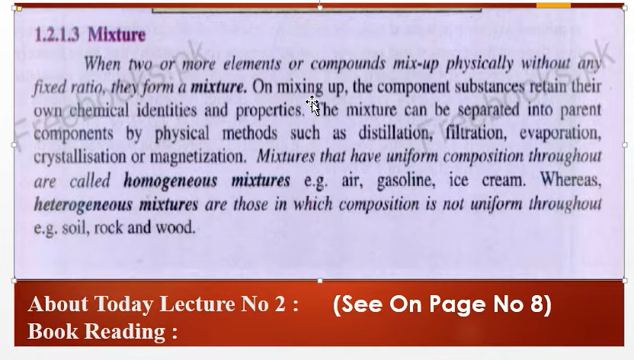 1.2.1.3 Mixture
When two or more elements or compounds mix-up physically without any
fixed ratio, they form a mixture. On mixing up, the component substances retain their
own chemical identities and properties. The mixture can be separated into parent
components by physical methods such as distillation, filtration, evaporation,
crystallisation or magnetization. Mixtures that have uniform composition throughout
are called homogeneous mixtures e.g. air, gasoline, ice cream. Whereas,
heterogeneous mixtures are those in which composition is not uniform throughout
e.g. soil, rock and wood.
About Today Lecture No 2 : (See On Page No 8)
Book Reading :